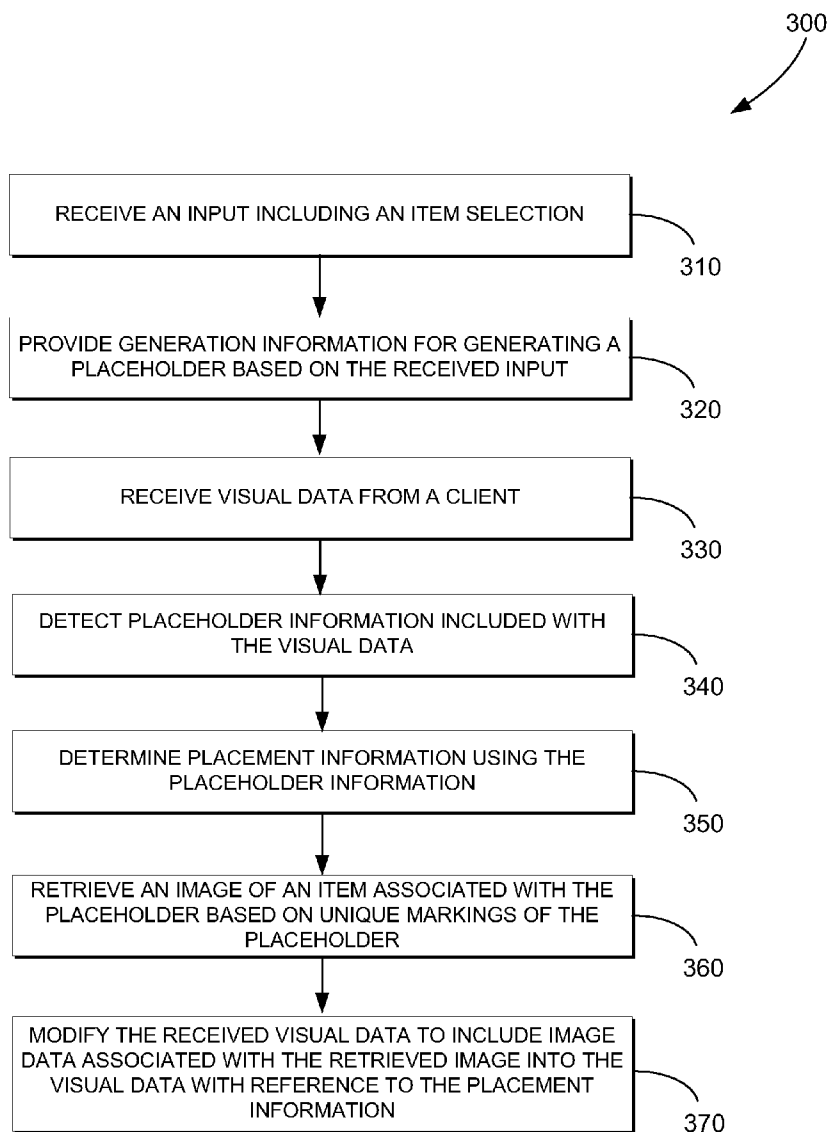 300
RECEIVE AN INPUT INCLUDING AN ITEM SELECTION
310
PROVIDE GENERATION INFORMATION FOR GENERATING A
PLACEHOLDER BASED ON THE RECEIVED INPUT
320
RECEIVE VISUAL DATA FROM A CLIENT
330
DETECT PLACEHOLDER INFORMATION INCLUDED WITH
THE VISUAL DATA
340
DETERMINE PLACEMENT INFORMATION USING THE
PLACEHOLDER INFORMATION
350
RETRIEVE AN IMAGE OF AN ITEM ASSOCIATED WITH THE
PLACEHOLDER BASED ON UNIQUE MARKINGS OF THE
PLACEHOLDER
360
MODIFY THE RECEIVED VISUAL DATA TO INCLUDE IMAGE
DATA ASSOCIATED WITH THE RETRIEVED IMAGE INTO THE
VISUAL DATA WITH REFERENCE TO THE PLACEMENT
INFORMATION
370